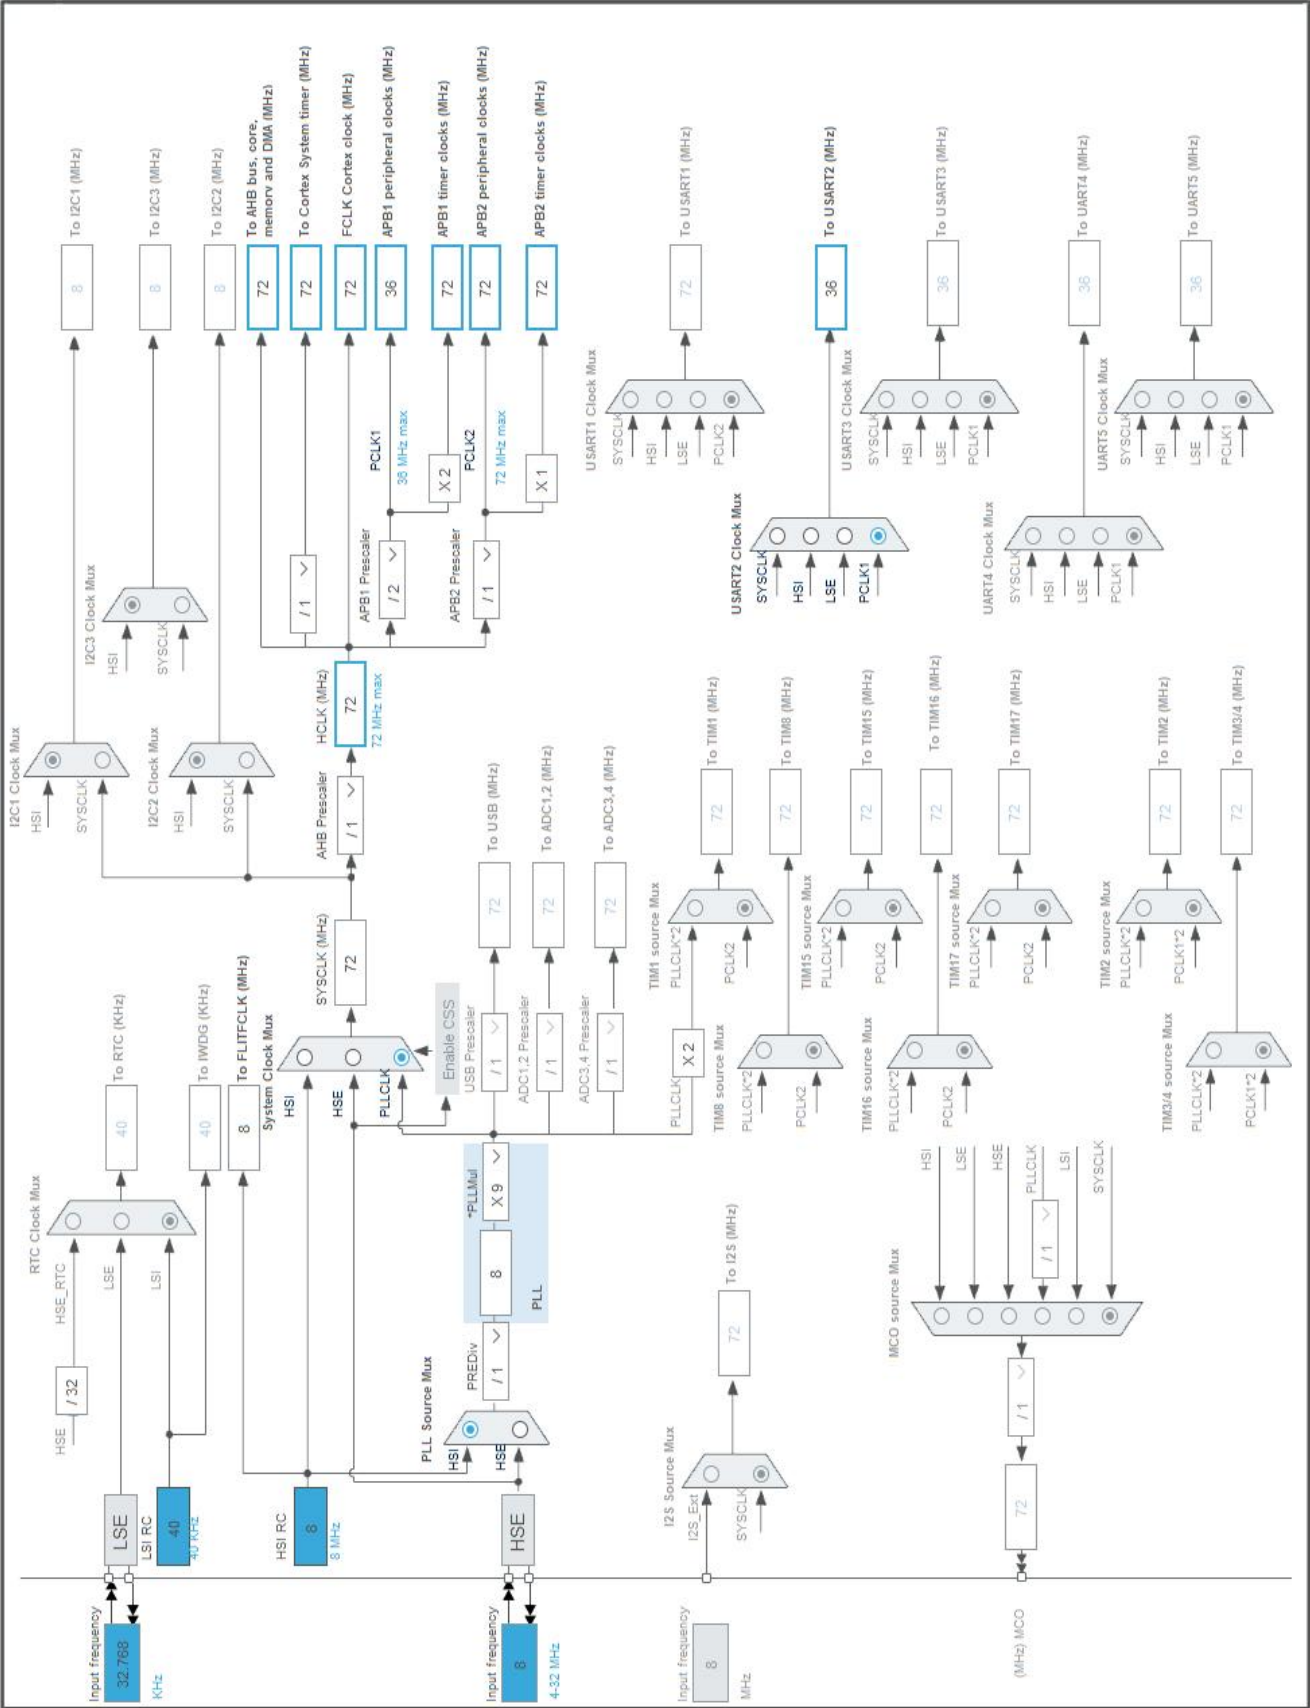 Input frequency
32.768
KHz
LSE
LSI RC
40
40 KHz
HSE
/ 32
HSE_RTC
LSE
LSI
RTC Clock Mux
40
To RTC (KHz)
40
To IWDG (KHz)
8
To FLITFCLK (MHz)
I2C1 Clock Mux
HSI
SYSCLK
8
To I2C1 (MHz)
I2C3 Clock Mux
HSI
SYSCLK
8
To I2C3 (MHz)
I2C2 Clock Mux
HSI
SYSCLK
8
To I2C2 (MHz)
HSI RC
8
8 MHz
System Clock Mux
HSI
HSE
PLLCLK
Enable CSS
SYSCLK (MHz)
72
AHB Prescaler
/ 1
HCLK (MHz)
72
72 MHz max
72
To AHB bus, core,
memory and DMA (MHz)
/ 1
72
To Cortex System timer (MHz)
72
FCLK Cortex clock (MHz)
APB1 Prescaler
/ 2
PCLK1
36 MHz max
36
APB1 peripheral clocks (MHz)
X 2
72
APB1 timer clocks (MHz)
APB2 Prescaler
/ 1
PCLK2
72 MHz max
72
APB2 peripheral clocks (MHz)
X 1
72
APB2 timer clocks (MHz)
Input frequency
8
4-32 MHz
HSE
PLL Source Mux
HSI
HSE
PREDiv
/ 1
8
*PLLMul
X 9
PLL
USB Prescaler
/ 1
72
To USB (MHz)
ADC1,2 Prescaler
/ 1
72
To ADC1,2 (MHz)
ADC3,4 Prescaler
/ 1
72
To ADC3,4 (MHz)
PLLCLK
X 2
TIM1 source Mux
PLLCLK*2
PCLK2
72
To TIM1 (MHz)
TIM8 source Mux
PLLCLK*2
PCLK2
72
To TIM8 (MHz)
TIM15 source Mux
PLLCLK*2
PCLK2
72
To TIM15 (MHz)
TIM16 source Mux
PLLCLK*2
PCLK2
72
To TIM16 (MHz)
TIM17 source Mux
PLLCLK*2
PCLK2
72
To TIM17 (MHz)
TIM2 source Mux
PLLCLK*2
PCLK1*2
72
To TIM2 (MHz)
TIM3/4 source Mux
PLLCLK*2
PCLK1*2
72
To TIM3/4 (MHz)
USART1 Clock Mux
SYSCLK
HSI
LSE
PCLK2
72
To USART1 (MHz)
USART2 Clock Mux
SYSCLK
HSI
LSE
PCLK1
36
To USART2 (MHz)
USART3 Clock Mux
SYSCLK
HSI
LSE
PCLK1
36
To USART3 (MHz)
UART4 Clock Mux
SYSCLK
HSI
LSE
PCLK1
36
To UART4 (MHz)
UART5 Clock Mux
SYSCLK
HSI
LSE
PCLK1
36
To UART5 (MHz)
Input frequency
8
MHz
I2S Source Mux
I2S_Ext
SYSCLK
72
To I2S (MHz)
(MHz) MCO
72
/ 1
MCO source Mux
HSI
LSE
HSE
/ 1
PLLCLK
LSI
SYSCLK